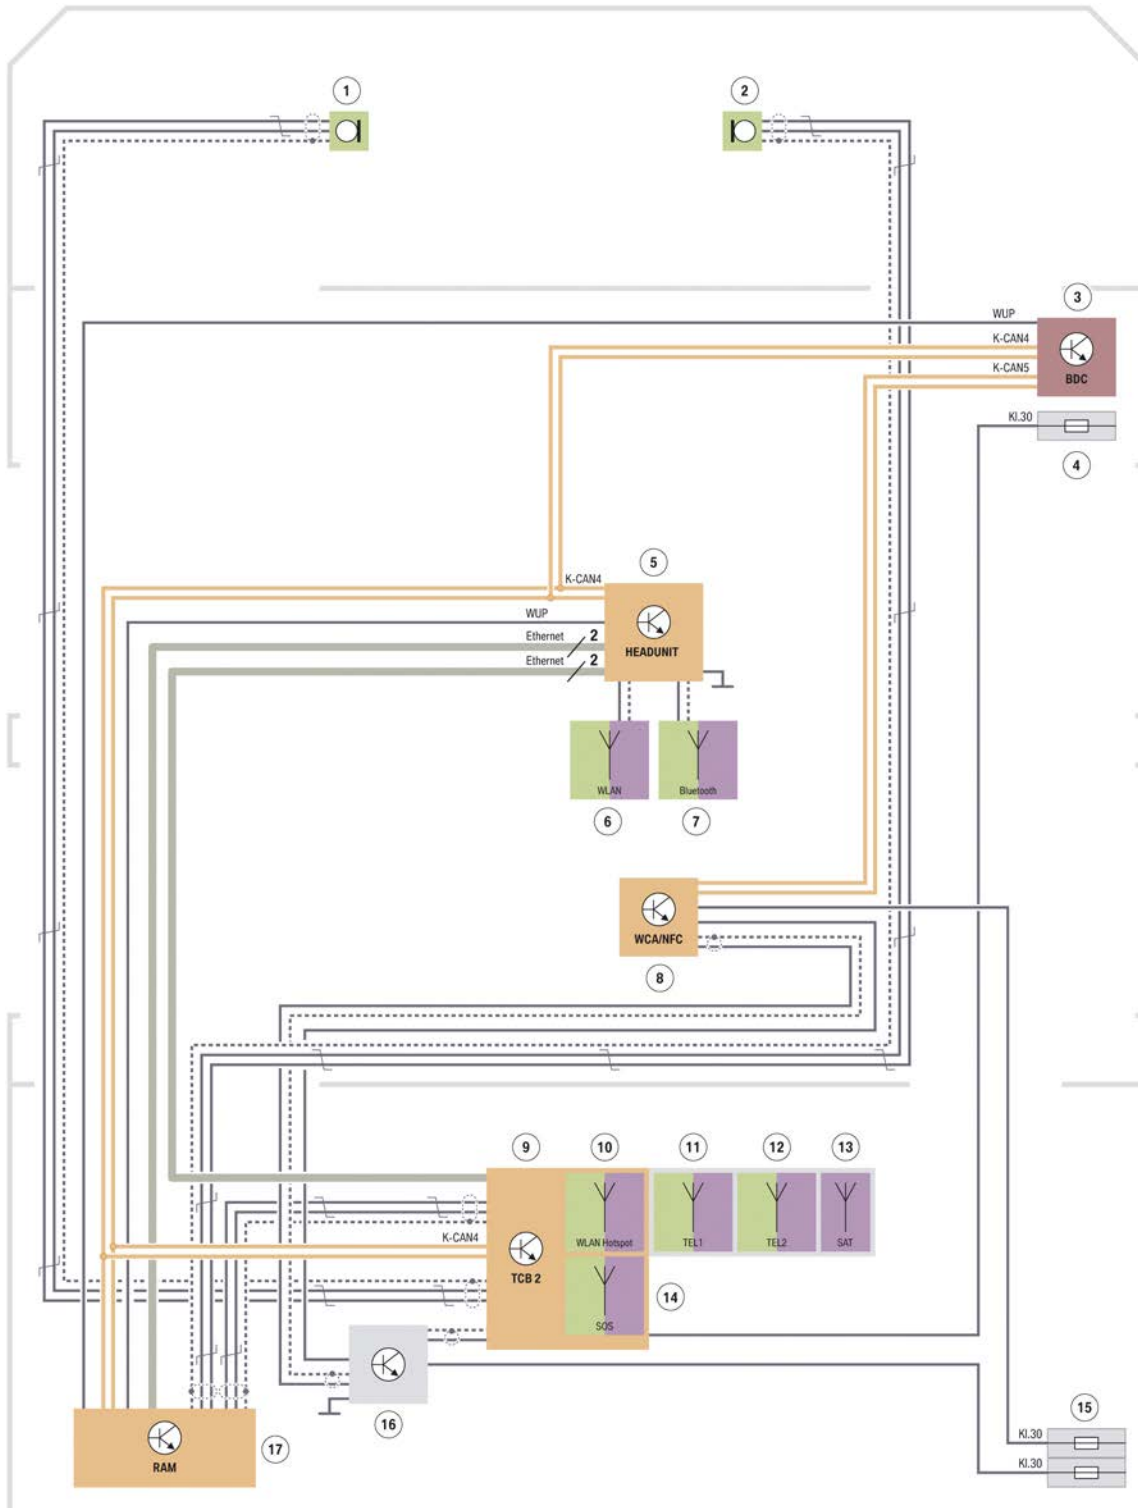 1
2
3
WUP
K-CAN4
K-CAN5
BDC
Kl.30
4
5
K-CAN4
WUP
Ethernet 2
Ethernet 2
HEADUNIT
WLAN
Bluetooth
6
7
WCA/NFC
8
9
10
11
12
13
WLAN Hotspot
TEL1
TEL2
SAT
K-CAN4
TCB 2
14
SOS
16
15
Kl.30
Kl.30
17
RAM